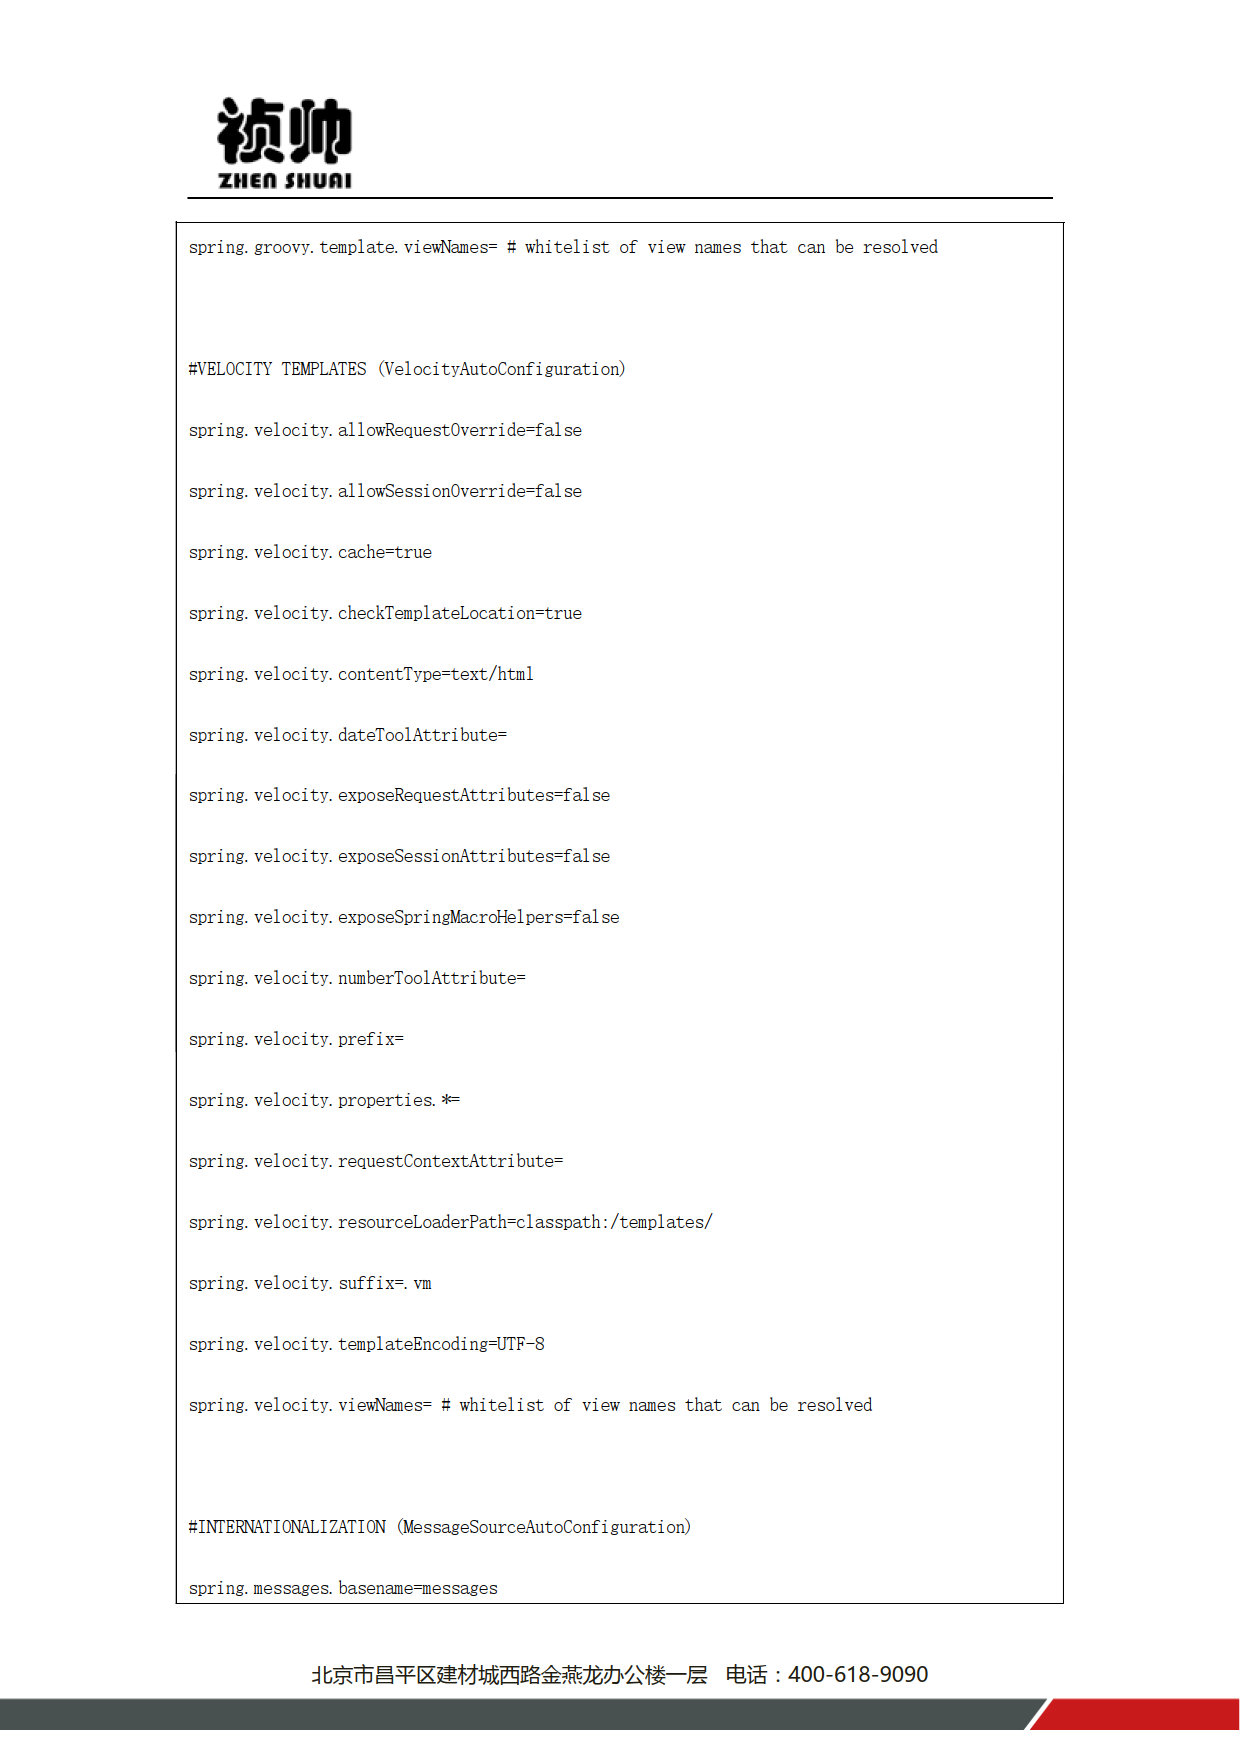 祯帅
ZHEN SHUAI
spring.groovy.template.viewNames= # whitelist of view names that can be resolved
#VELOCITY TEMPLATES (VelocityAutoConfiguration)
spring.velocity.allowRequestOverride=false
spring.velocity.allowSessionOverride=false
spring.velocity.cache=true
spring.velocity.checkTemplateLocation=true
spring.velocity.contentType=text/html
spring.velocity.dateToolAttribute=
spring.velocity.exposeRequestAttributes=false
spring.velocity.exposeSessionAttributes=false
spring.velocity.exposeSpringMacroHelpers=false
spring.velocity.numberToolAttribute=
spring.velocity.prefix=
spring.velocity.properties.*=
spring.velocity.requestContextAttribute=
spring.velocity.resourceLoaderPath=classpath:/templates/
spring.velocity.suffix=.vm
spring.velocity.templateEncoding=UTF-8
spring.velocity.viewNames= # whitelist of view names that can be resolved
#INTERNATIONALIZATION (MessageSourceAutoConfiguration)
spring.messages.basename=messages
北京市昌平区建材城西路金燕龙办公楼一层 电话：400-618-9090